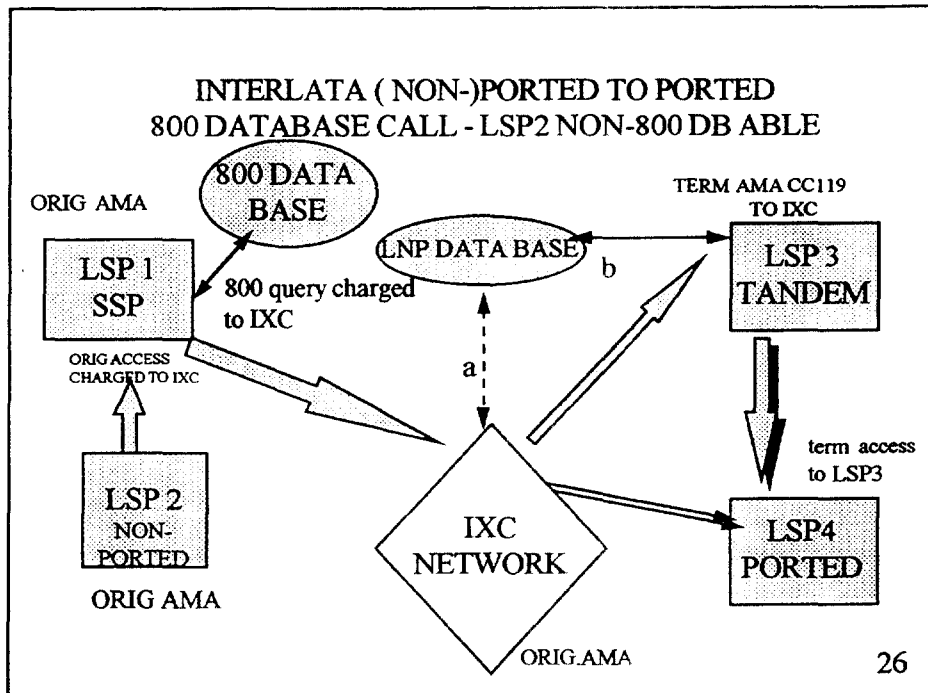 INTERLATA ( NON-)PORTED TO PORTED
800 DATABASE CALL - LSP2 NON-800 DB ABLE
800 DATA
BASE
ORIG AMA
LSP 1
SSP
800 query charged
to IXC
ORIG ACCESS
CHARGED TO IXC
LSP 2
NON-
PORTED
ORIG AMA
LNP DATA BASE
a
b
IXC
NETWORK
ORIG.AMA
TERM AMA CC119
TO IXC
LSP 3
TANDEM
term access
to LSP3
LSP4
PORTED
26